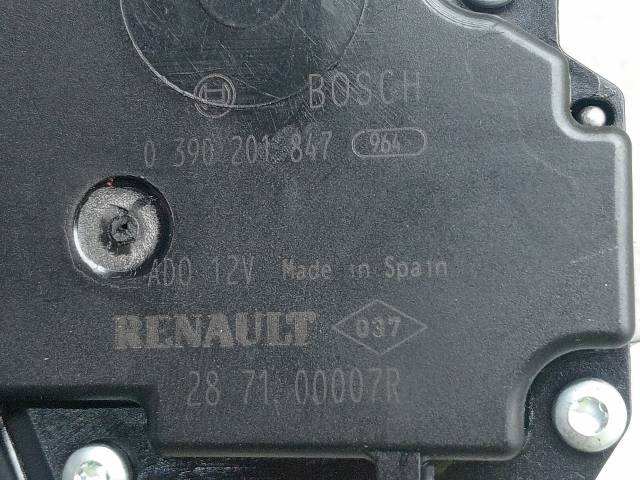 BOSCH
0 390 201 847 964
ADO 12V Made in Spain
RENAULT 037
28 71 00007R